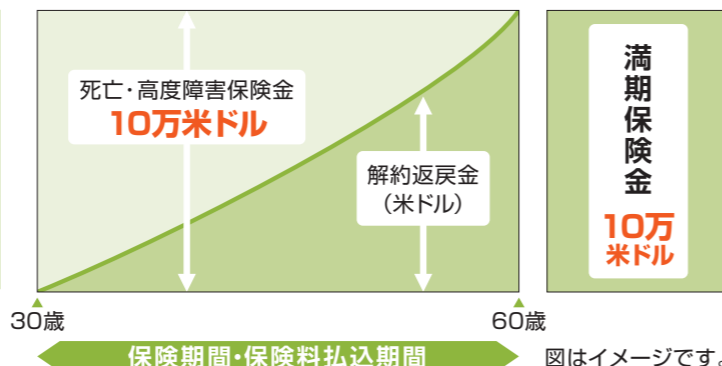 死亡・高度障害保険金
10万米ドル
解約返戻金
（米ドル）
満期保険金
10万
米ドル
30歳
60歳
保険期間・保険料払込期間
図はイメージです。